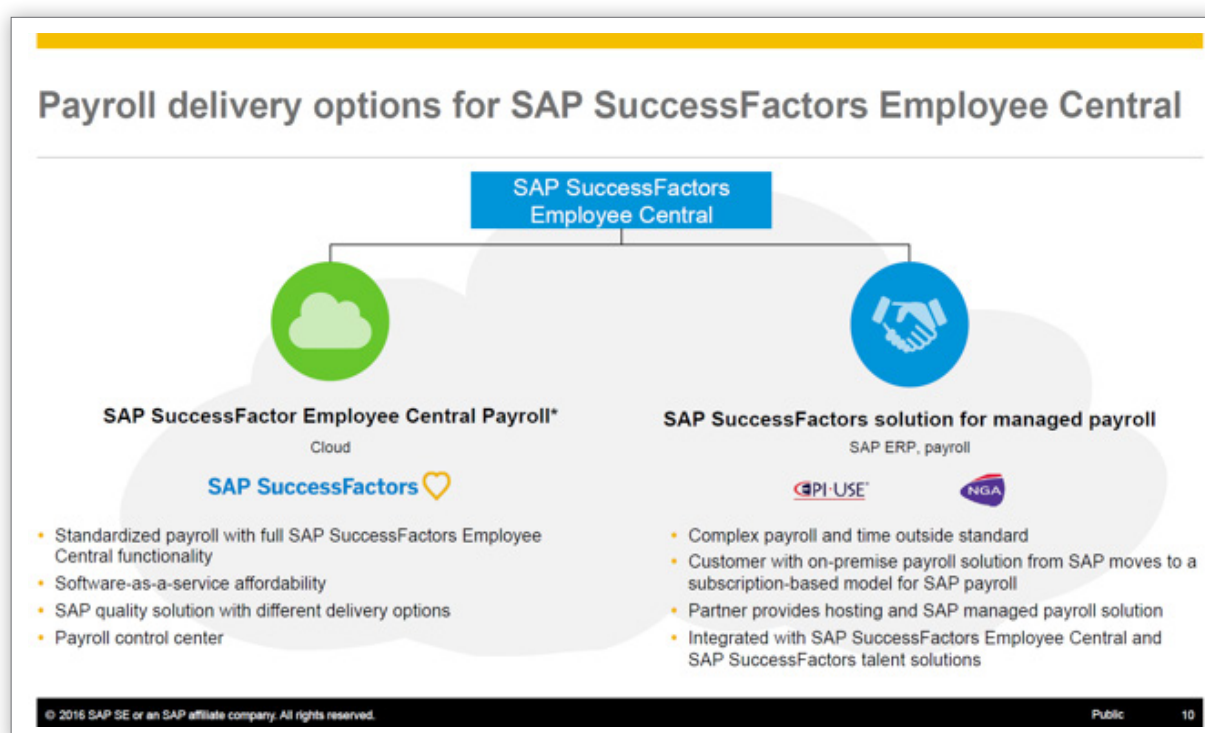 Payroll delivery options for SAP SuccessFactors Employee Central
SAP SuccessFactors
Employee Central
SAP SuccessFactor Employee Central Payroll*
Cloud
SAP SuccessFactors
• Standardized payroll with full SAP SuccessFactors Employee
Central functionality
• Software-as-a-service affordability
• SAP quality solution with different delivery options
• Payroll control center
SAP SuccessFactors solution for managed payroll
SAP ERP, payroll
EPI·USE®
NGA
• Complex payroll and time outside standard
• Customer with on-premise payroll solution from SAP moves to a
subscription-based model for SAP payroll
• Partner provides hosting and SAP managed payroll solution
• Integrated with SAP SuccessFactors Employee Central and
SAP SuccessFactors talent solutions
© 2016 SAP SE or an SAP affiliate company. All rights reserved.
Public
10